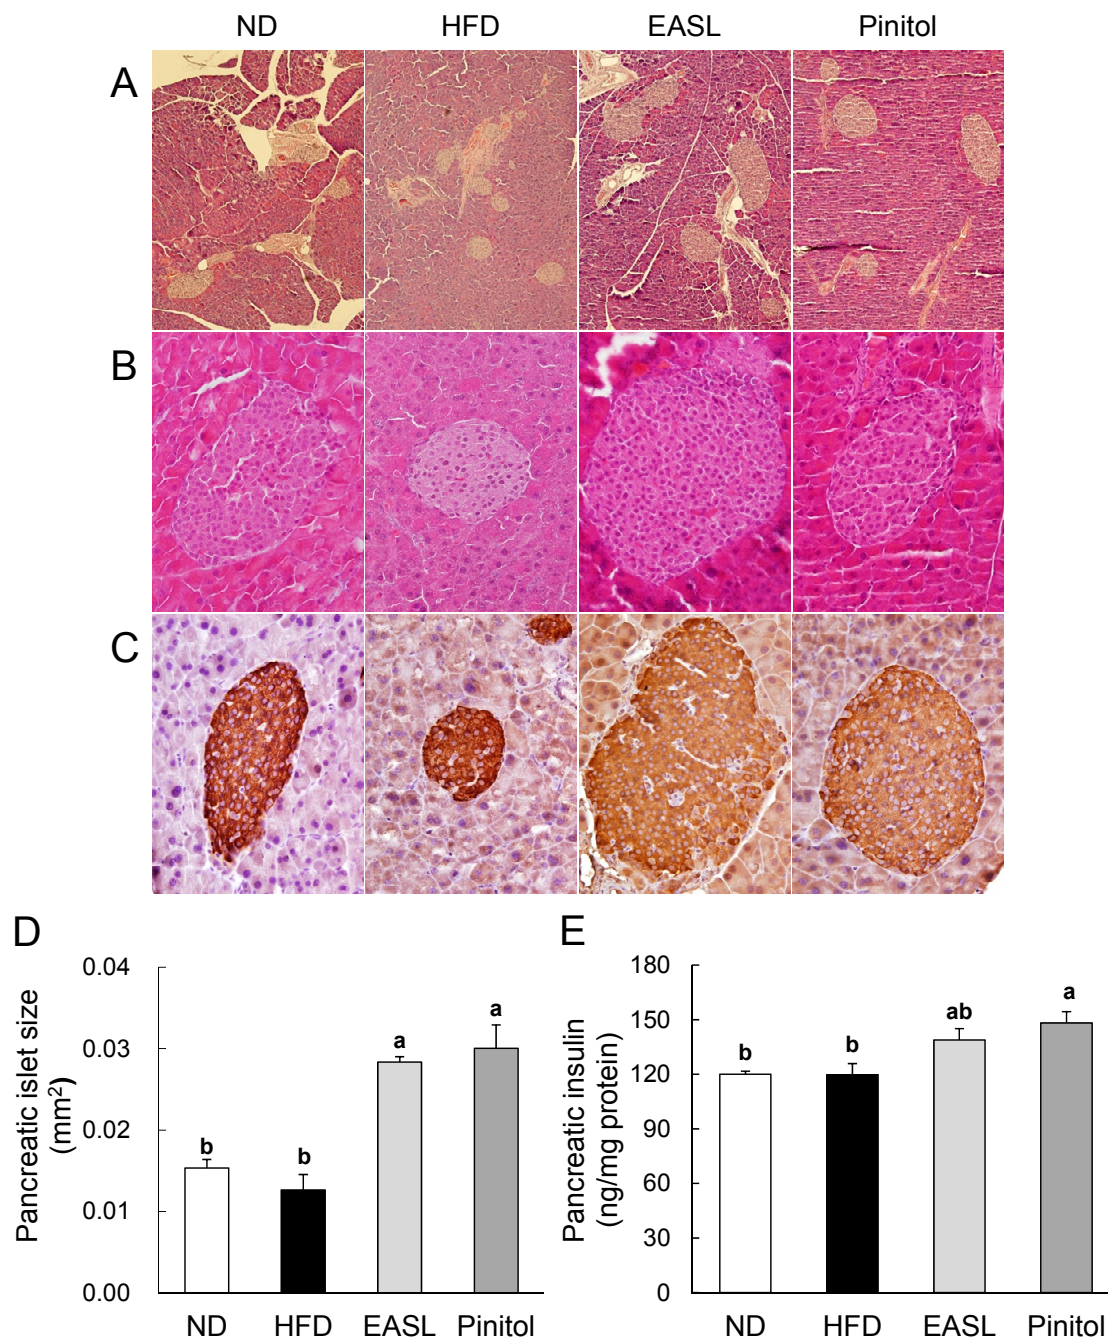 ND HFD EASL Pinitol
A
B
C
D
Pancreatic islet size
(mm²)
0.04
0.03
0.02
0.01
0.00
b
b
a
a
ND HFD EASL Pinitol
E
Pancreatic insulin
(ng/mg protein)
180
150
120
90
60
30
0
b
b
ab
a
ND HFD EASL Pinitol